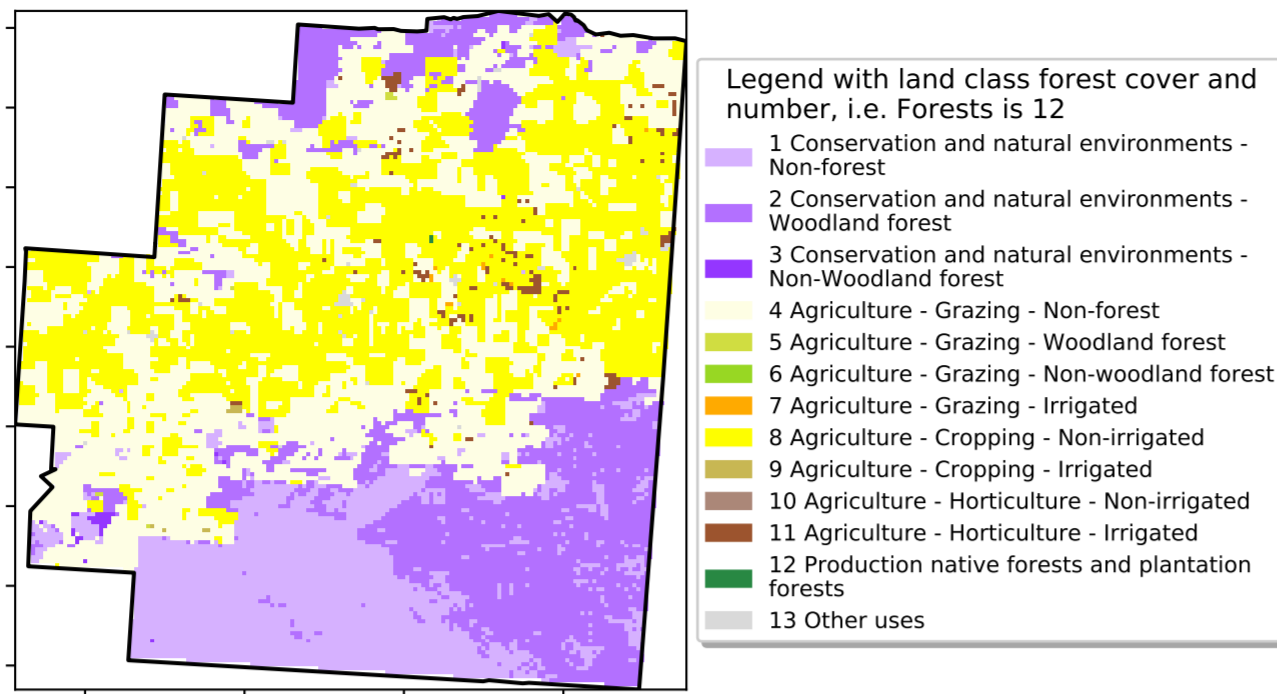 Legend with land class forest cover and
number, i.e. Forests is 12
1 Conservation and natural environments -
Non-forest
2 Conservation and natural environments -
Woodland forest
3 Conservation and natural environments -
Non-Woodland forest
4 Agriculture - Grazing - Non-forest
5 Agriculture - Grazing - Woodland forest
6 Agriculture - Grazing - Non-woodland forest
7 Agriculture - Grazing - Irrigated
8 Agriculture - Cropping - Non-irrigated
9 Agriculture - Cropping - Irrigated
10 Agriculture - Horticulture - Non-irrigated
11 Agriculture - Horticulture - Irrigated
12 Production native forests and plantation
forests
13 Other uses